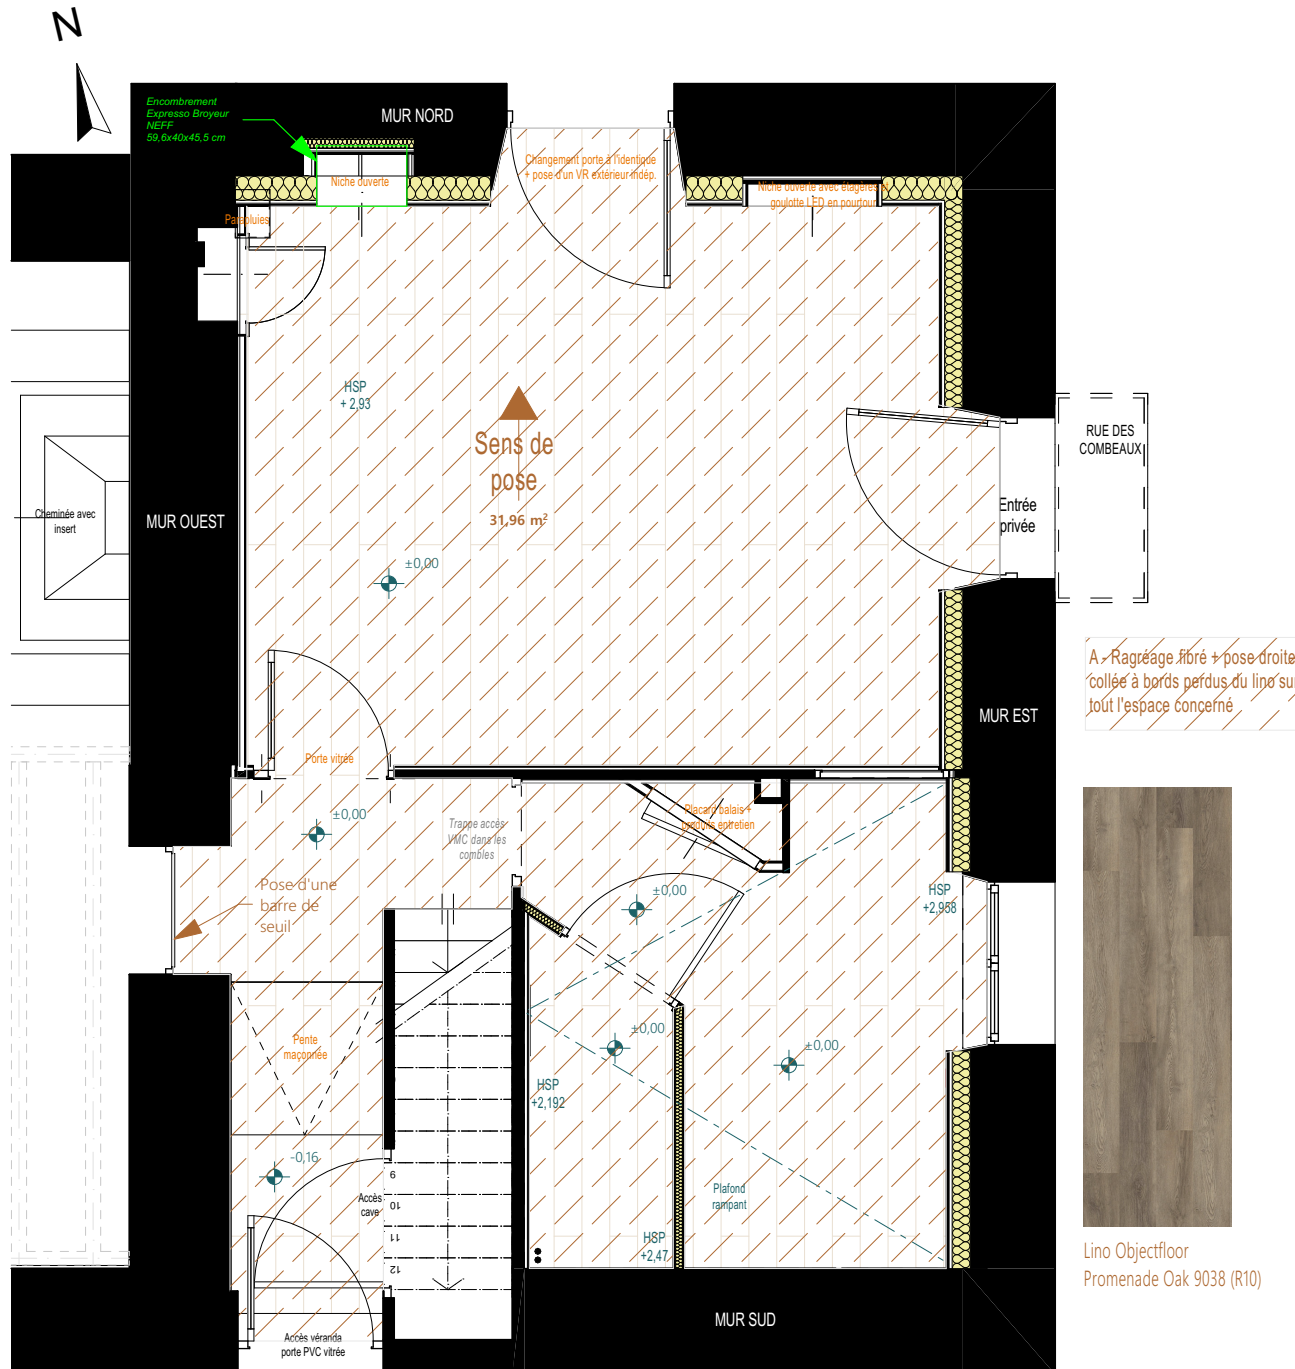 N
Encombrement
Expresso Broyeur
NEFF
59,6x40x45,5 cm
MUR NORD
Niche ouverte
Changement porte à l'identique
+ pose d'un VR extérieur indép.
Niche ouverte avec étagères et
goulotte LED en pourtour
Parapluies
HSP
+ 2,93
Sens de
pose
31,96 m²
RUE DES
COMBEAUX
Entrée
privée
Cheminée avec
insert
MUR OUEST
±0,00
A - Ragréage fibré + pose droite
collée à bords perdus du lino sur
tout l'espace concerné
MUR EST
Porte vitrée
±0,00
Trappe accès
VMC dans les
combles
Placard balais +
produits entretien
Pose d'une
barre de
seuil
±0,00
HSP
+2,958
Pente
maçonnée
±0,00
±0,00
HSP
+2,192
-0,16
Accès
cave
9
10
11
12
Plafond
rampant
HSP
+2,47
Lino Objectfloor
Promenade Oak 9038 (R10)
MUR SUD
Accès véranda
porte PVC vitrée